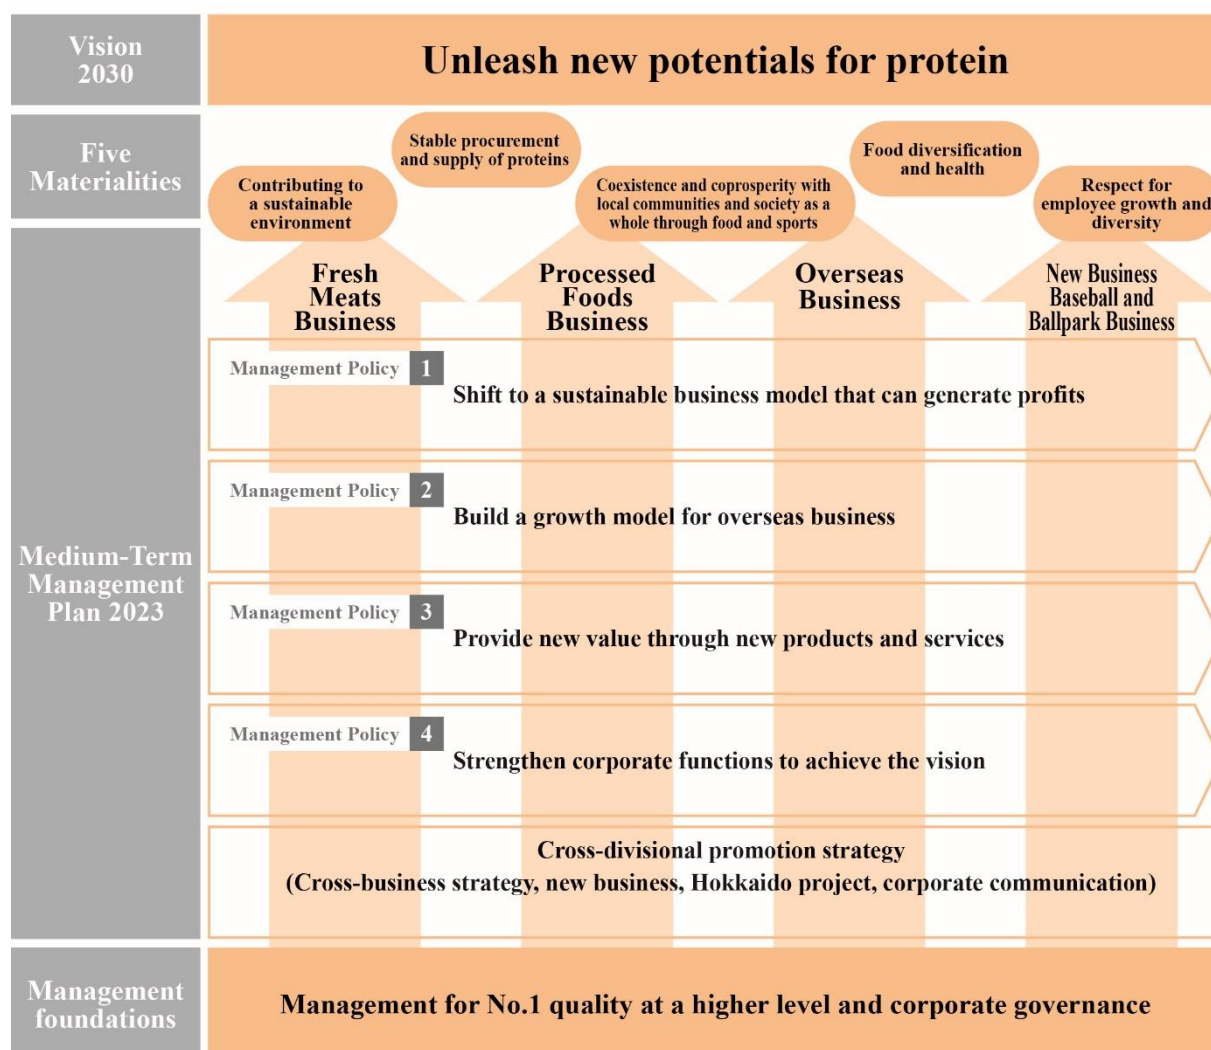 Vision
2030
Unleash new potentials for protein
Five
Materialities
Contributing to
a sustainable
environment
Stable procurement
and supply of proteins
Coexistence and coprosperity with
local communities and society as a
whole through food and sports
Food diversification
and health
Respect for
employee growth and
diversity
Medium-Term
Management
Plan 2023
Fresh
Meats
Business
Processed
Foods
Business
Overseas
Business
New Business
Baseball and
Ballpark Business
Management Policy 1
Shift to a sustainable business model that can generate profits
Management Policy 2
Build a growth model for overseas business
Management Policy 3
Provide new value through new products and services
Management Policy 4
Strengthen corporate functions to achieve the vision
Cross-divisional promotion strategy
(Cross-business strategy, new business, Hokkaido project, corporate communication)
Management
foundations
Management for No.1 quality at a higher level and corporate governance